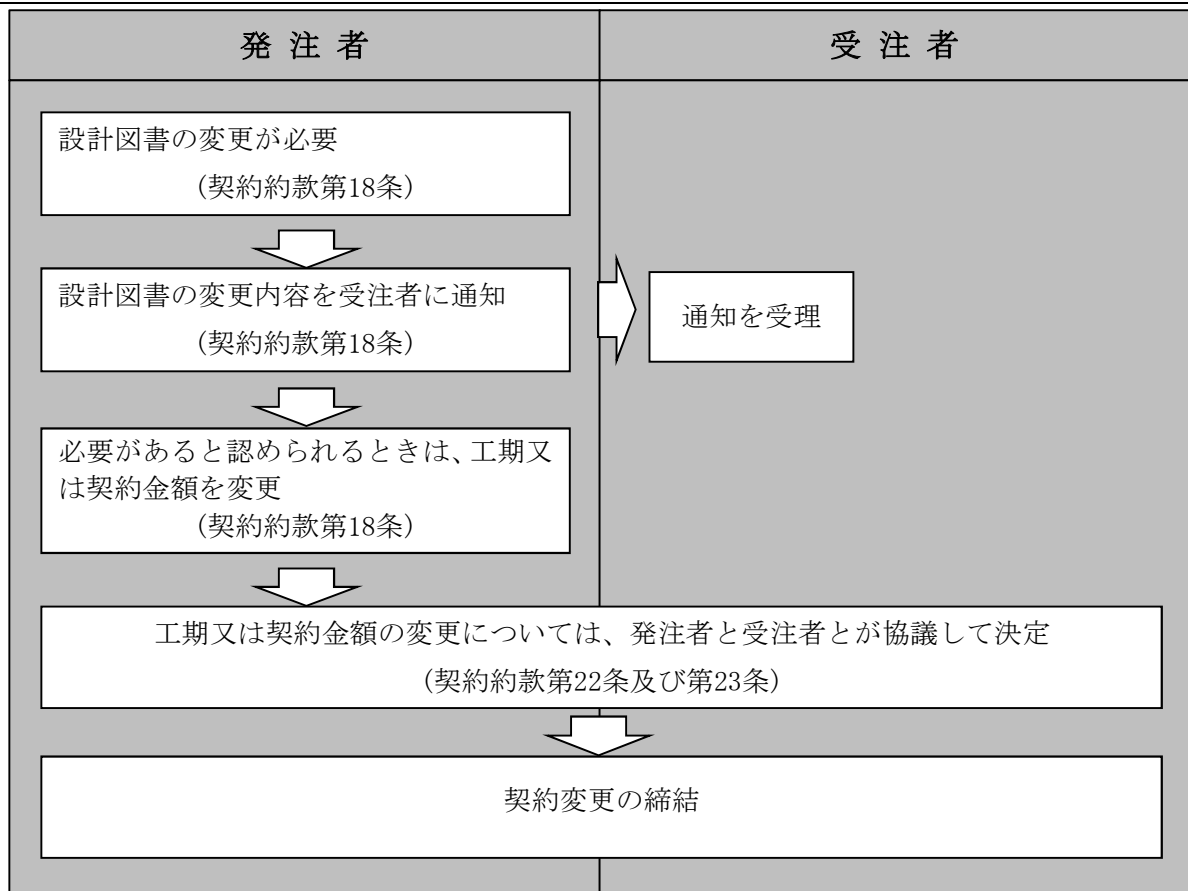 発 注 者
受 注 者
設計図書の変更が必要
(契約約款第18条)
設計図書の変更内容を受注者に通知
(契約約款第18条)
通知を受理
必要があると認められるときは、工期又
は契約金額を変更
(契約約款第18条)
工期又は契約金額の変更については、発注者と受注者とが協議して決定
(契約約款第22条及び第23条)
契約変更の締結